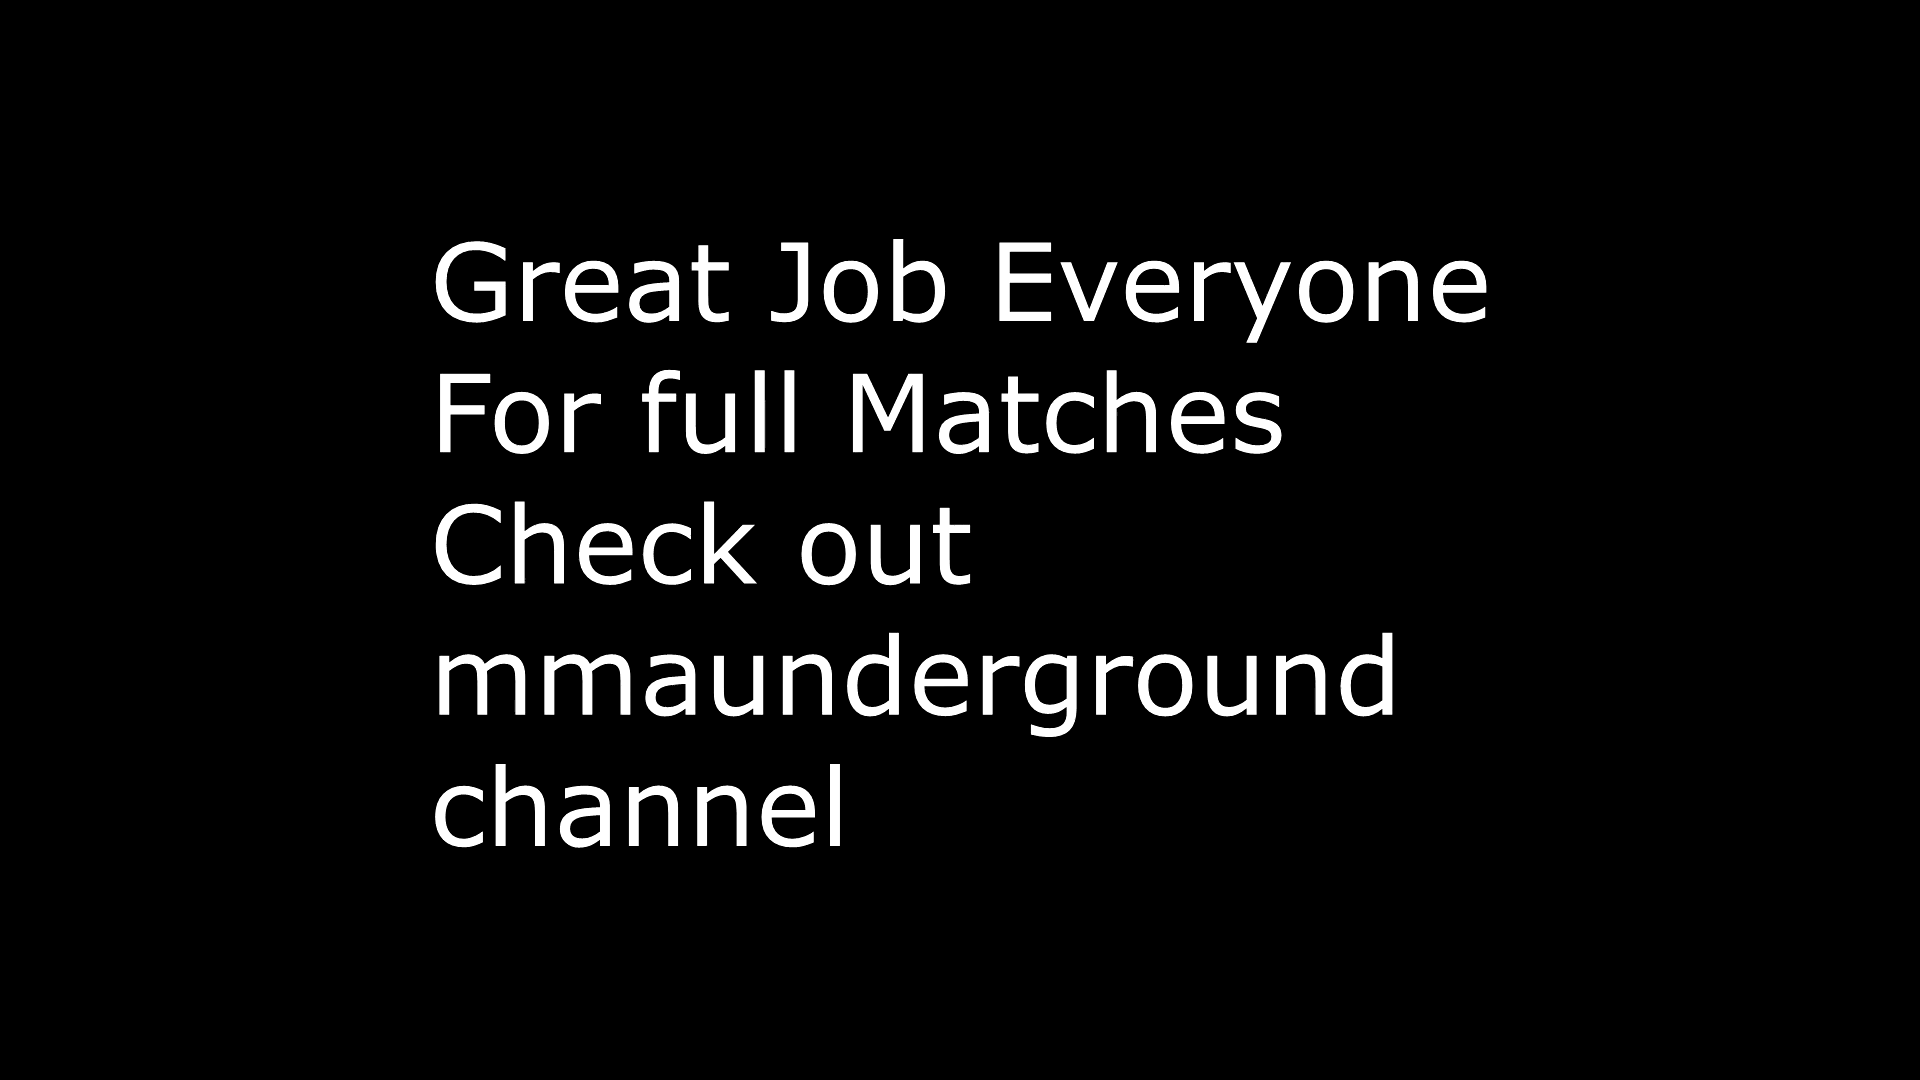 Great Job Everyone
For full Matches
Check out
mmaunderground
channel